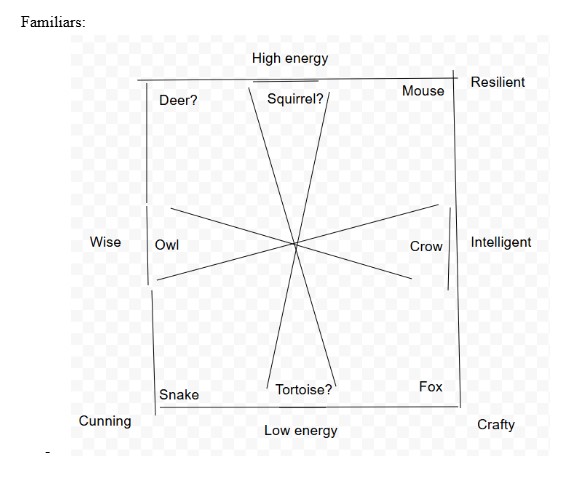 Familiars:
High energy
Resilient
Deer?
Squirrel?
Mouse
Wise
Owl
Crow
Intelligent
Snake
Tortoise?
Fox
Cunning
Low energy
Crafty
-